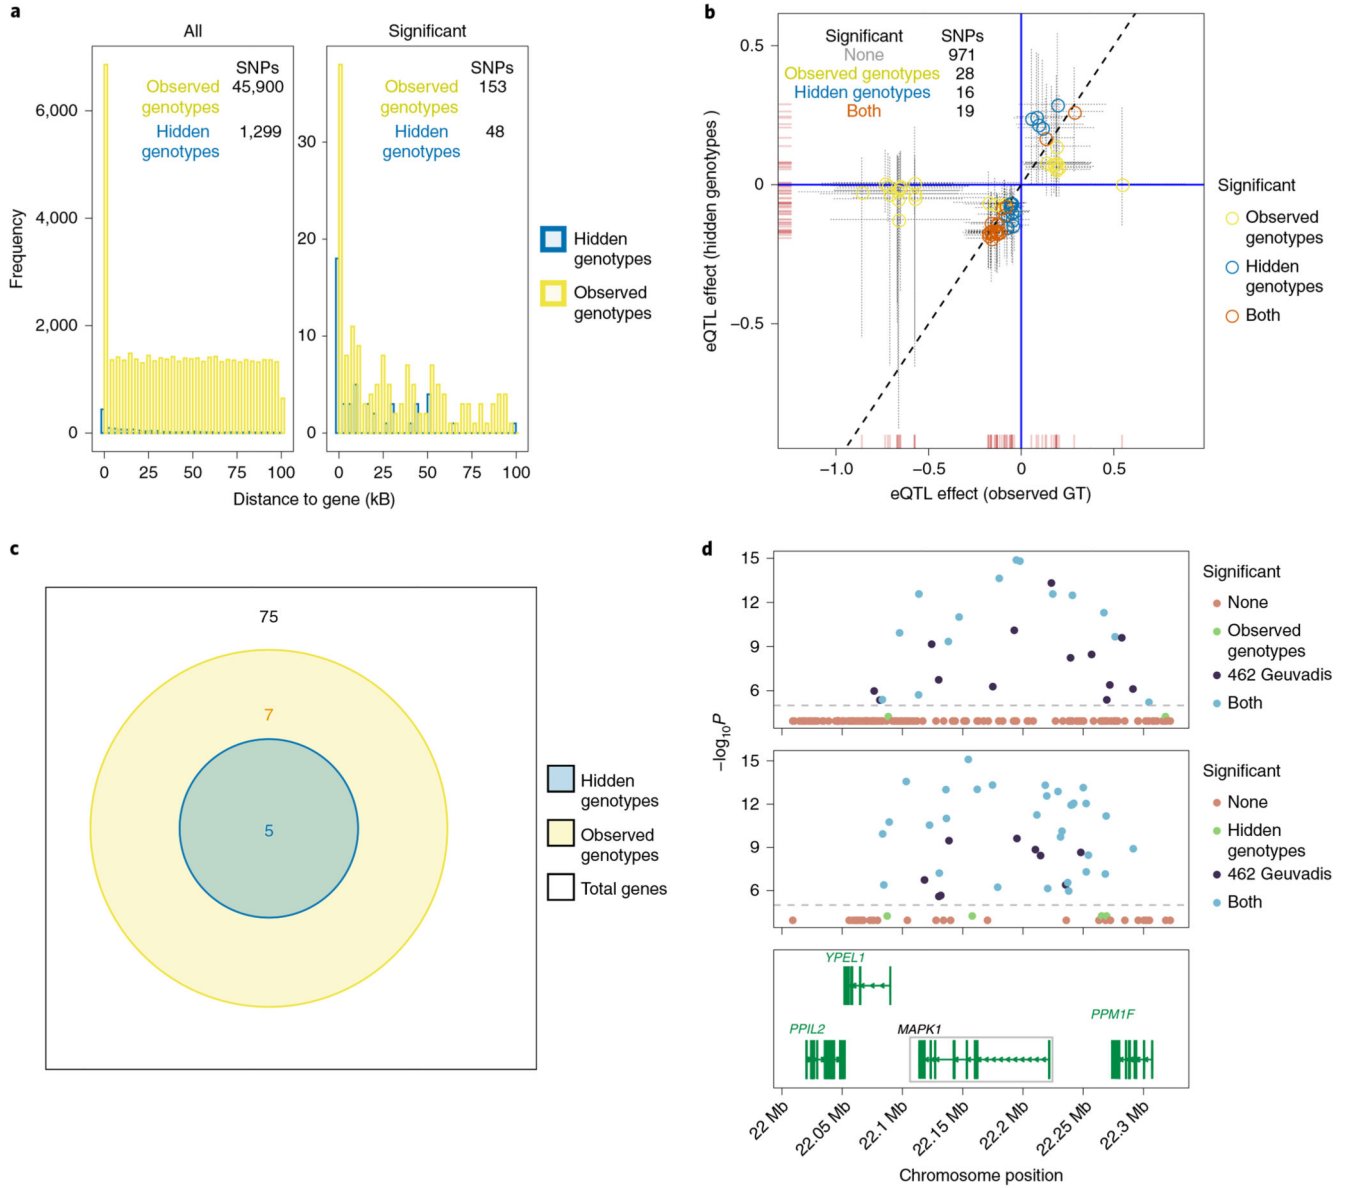 a
All
Significant
SNPs
Observed genotypes 45,900
Hidden genotypes 1,299
SNPs
Observed genotypes 153
Hidden genotypes 48
Frequency
6,000
4,000
2,000
0
30
20
10
0
0 25 50 75 100
0 25 50 75 100
Distance to gene (kB)
Hidden
genotypes
Observed
genotypes
b
Significant SNPs
None 971
Observed genotypes 28
Hidden genotypes 16
Both 19
eQTL effect (hidden genotypes )
0.5
0
−0.5
−1.0 −0.5 0 0.5
eQTL effect (observed GT)
Significant
Observed
genotypes
Hidden
genotypes
Both
c
75
7
5
Hidden
genotypes
Observed
genotypes
Total genes
d
−log10P
15
12
9
6
Significant
None
Observed
genotypes
462 Geuvadis
Both
15
12
9
6
Significant
None
Hidden
genotypes
462 Geuvadis
Both
YPEL1
PPIL2
MAPK1
PPM1F
22 Mb
22.05 Mb
22.1 Mb
22.15 Mb
22.2 Mb
22.25 Mb
22.3 Mb
Chromosome position